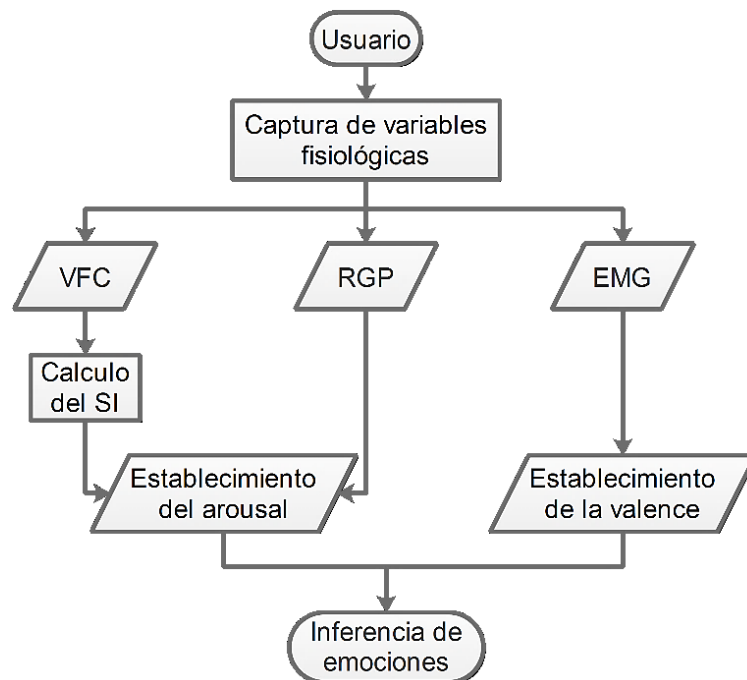 Usuario
Captura de variables
fisiológicas
VFC
RGP
EMG
Calculo
del SI
Establecimiento
del arousal
Establecimiento
de la valence
Inferencia de
emociones